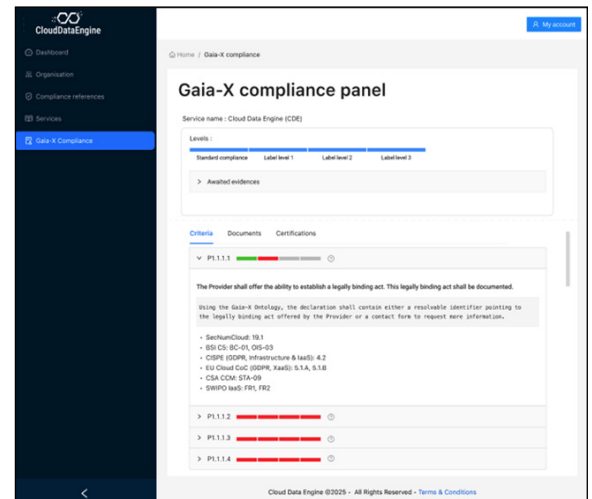 CloudDataEngine
My account
Dashboard
Organisation
Compliance references
Services
Gaia-X Compliance
Home / Gaia-X compliance
Gaia-X compliance panel
Service name : Cloud Data Engine (CDE)
Levels :
Standard compliance Label level 1 Label level 2 Label level 3
> Awaited evidences
Criteria Documents Certifications
P1.1.1.1
The Provider shall offer the ability to establish a legally binding act. This legally binding act shall be documented.
Using the Gaia-X Ontology, the declaration shall contain either a resolvable identifier pointing to
the legally binding act offered by the Provider or a contact form to request more information.
• SecNumCloud: 19.1
• BSI C5: BC-01, OIS-03
• CISPE (GDPR, Infrastructure & IaaS): 4.2
• EU Cloud CoC (GDPR, XaaS): 5.1.A, 5.1.B
• CSA CCM: STA-09
• SWIPO IaaS: FR1, FR2
> P1.1.1.2
> P1.1.1.3
> P1.1.1.4
Cloud Data Engine ©2025 - All Rights Reserved - Terms & Conditions